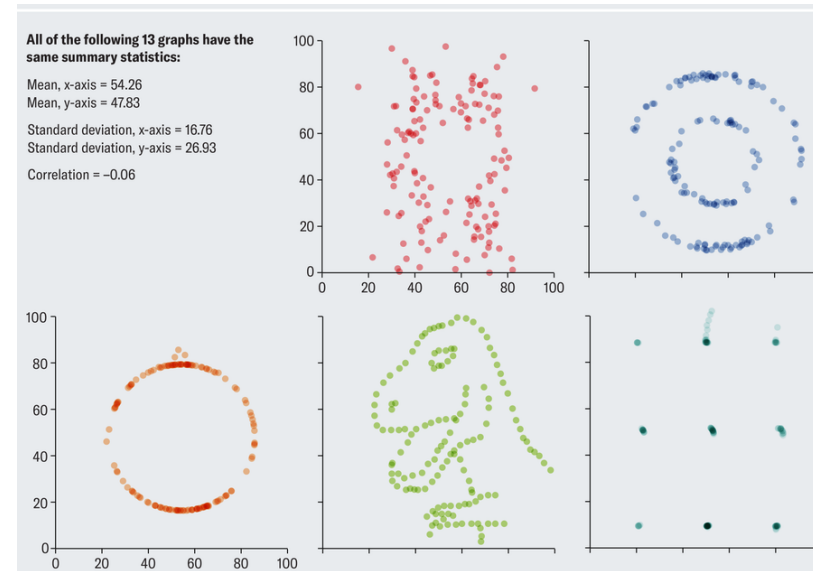 All of the following 13 graphs have the
same summary statistics:
Mean, x-axis = 54.26
Mean, y-axis = 47.83
Standard deviation, x-axis = 16.76
Standard deviation, y-axis = 26.93
Correlation = –0.06
100
80
60
40
20
0
0 20 40 60 80 100
100
80
60
40
20
0
0 20 40 60 80 100